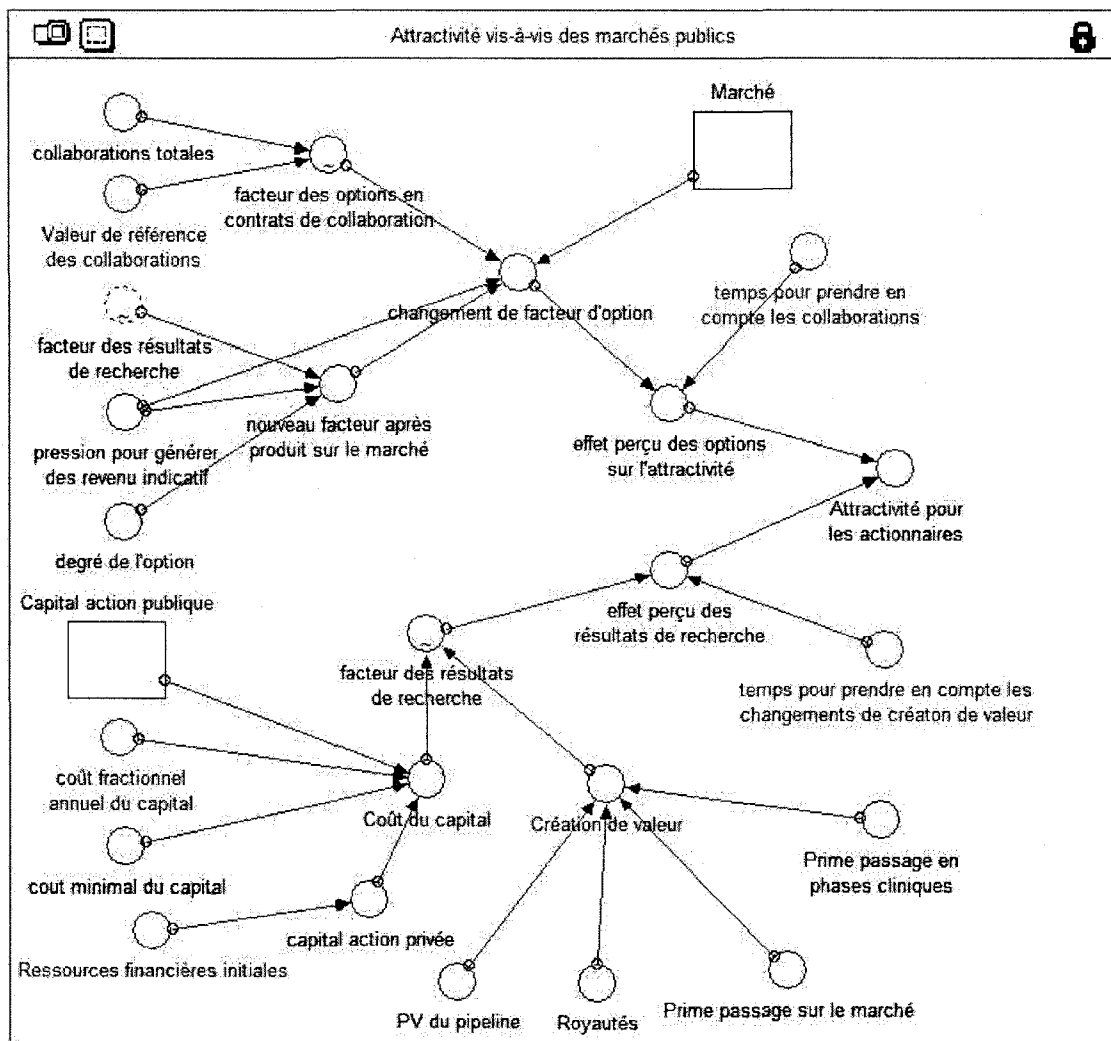 Attractivité vis-à-vis des marchés publics
Marché
collaborations totales
facteur des options en
contrats de collaboration
Valeur de référence
des collaborations
temps pour prendre en
compte les collaborations
changement de facteur d'option
facteur des résultats
de recherche
nouveau facteur après
produit sur le marché
pression pour générer
des revenu indicatif
effet perçu des options
sur l'attractivité
Attractivité pour
les actionnaires
degré de l'option
Capital action publique
effet perçu des
résultats de recherche
facteur des résultats
de recherche
temps pour prendre en compte les
changements de créaton de valeur
coût fractionnel
annuel du capital
Coût du capital
Création de valeur
Prime passage en
phases cliniques
cout minimal du capital
capital action privée
Ressources financières initiales
PV du pipeline
Royautés
Prime passage sur le marché